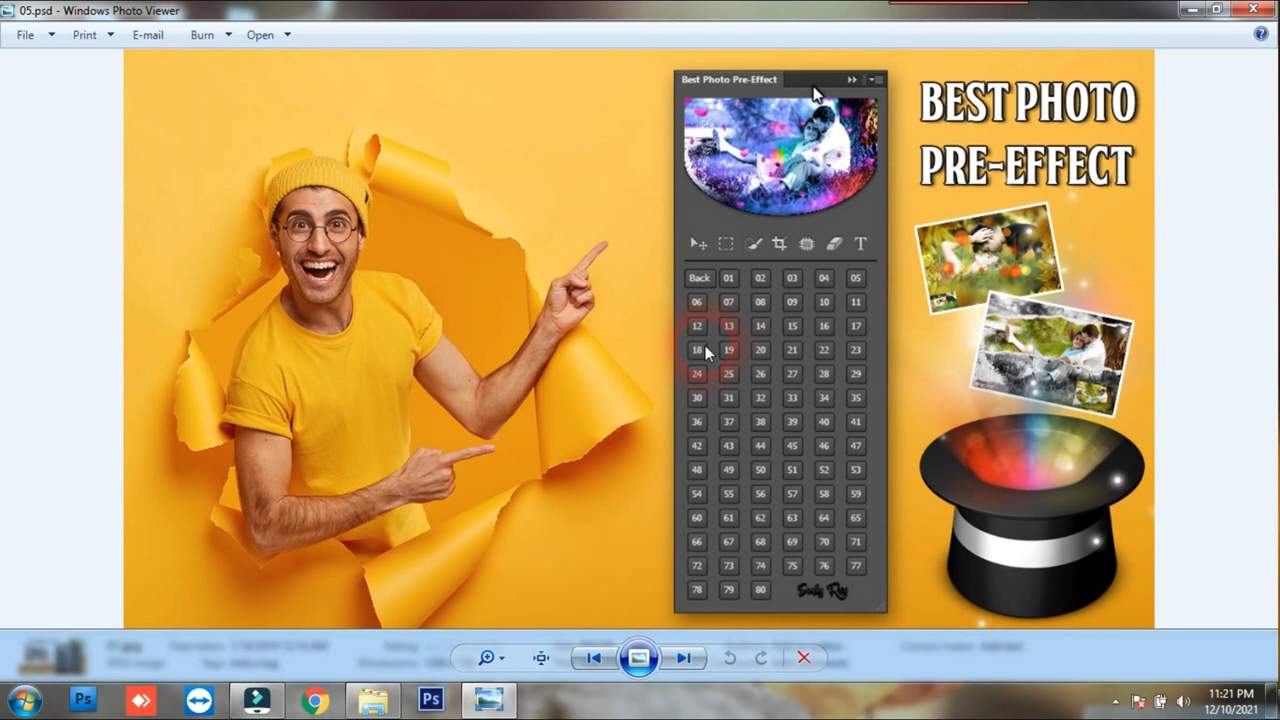 05.psd - Windows Photo Viewer
File Print E-mail Burn Open
Best Photo Pre-Effect
BEST PHOTO
PRE-EFFECT
Back 01 02 03 04 05
06 07 08 09 10 11
12 13 14 15 16 17
18 19 20 21 22 23
24 25 26 27 28 29
30 31 32 33 34 35
36 37 38 39 40 41
42 43 44 45 46 47
48 49 50 51 52 53
54 55 56 57 58 59
60 61 62 63 64 65
66 67 68 69 70 71
72 73 74 75 76 77
78 79 80
Ps
Ps
11:21 PM
12/10/2021